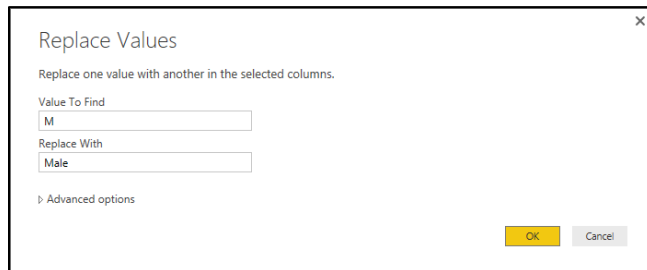 Replace Values
Replace one value with another in the selected columns.
Value To Find
M
Replace With
Male
Advanced options
OK Cancel